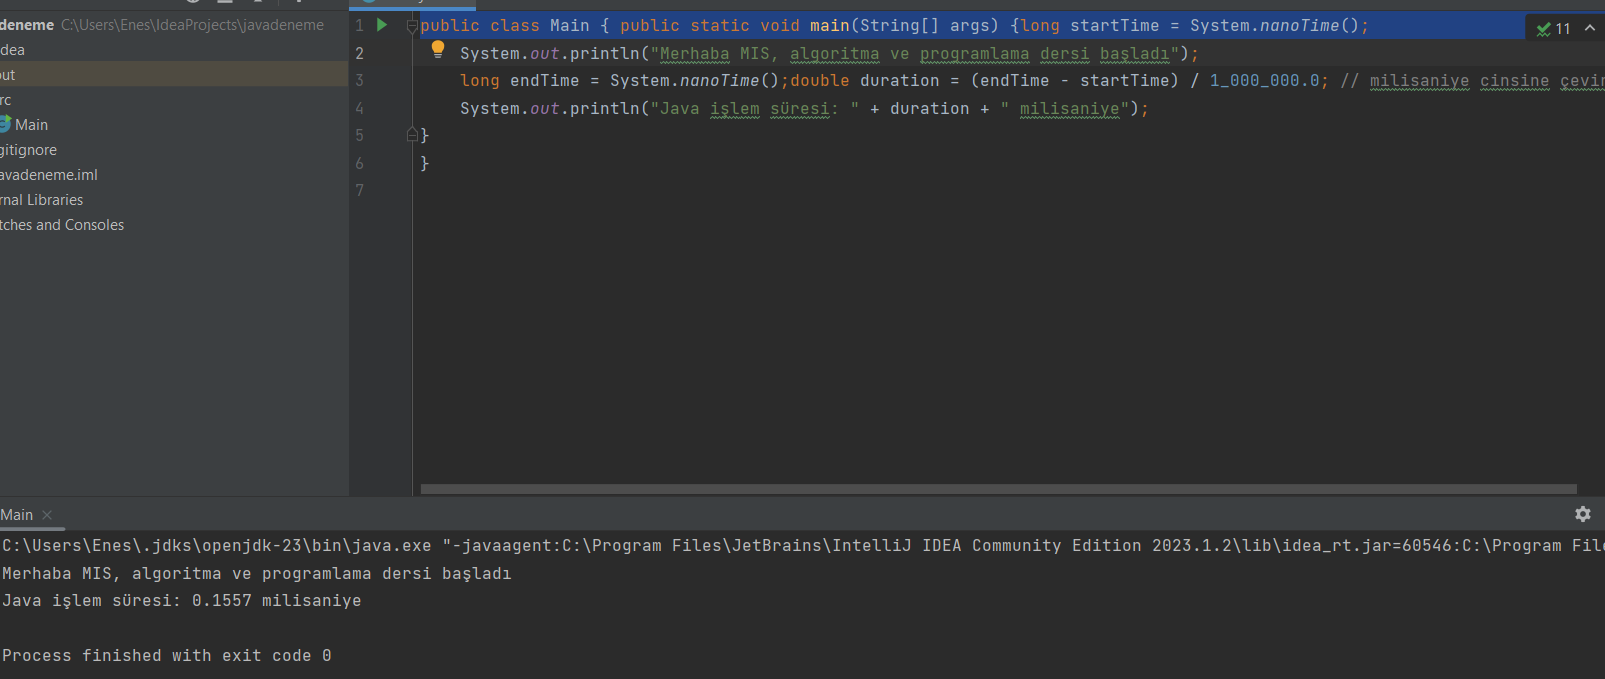 deneme C:\Users\Enes\IdeaProjects\javadeneme
dea
out
rc
Main
gitignore
avadeneme.iml
rnal Libraries
tches and Consoles
1 public class Main { public static void main(String[] args) {long startTime = System.nanoTime();
11
2 System.out.println("Merhaba MIS, algoritma ve programlama dersi başladı");
3 long endTime = System.nanoTime();double duration = (endTime - startTime) / 1_000_000.0; // milisaniye cinsine çevir
4 System.out.println("Java işlem süresi: " + duration + " milisaniye");
5 }
6 }
7
Main
C:\Users\Enes\.jdks\openjdk-23\bin\java.exe "-javaagent:C:\Program Files\JetBrains\IntelliJ IDEA Community Edition 2023.1.2\lib\idea_rt.jar=60546:C:\Program File
Merhaba MIS, algoritma ve programlama dersi başladı
Java işlem süresi: 0.1557 milisaniye
Process finished with exit code 0